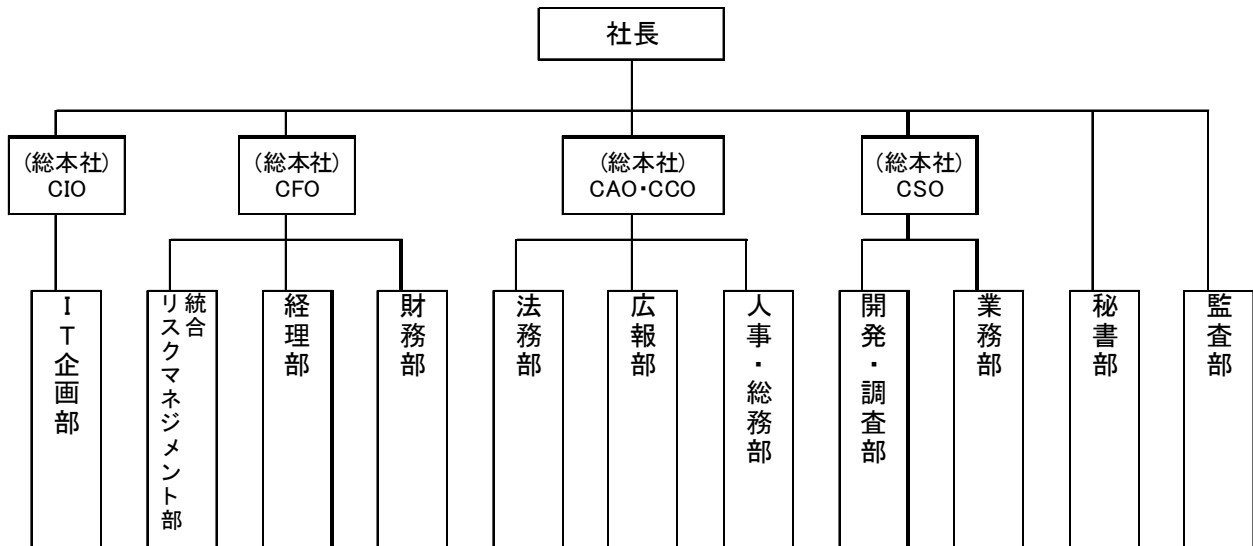 社長
(総本社)
CIO
(総本社)
CFO
(総本社)
CAO・CCO
(総本社)
CSO
IT企画部
統合
リスクマネジメント部
経理部
財務部
法務部
広報部
人事・総務部
開発・調査部
業務部
秘書部
監査部